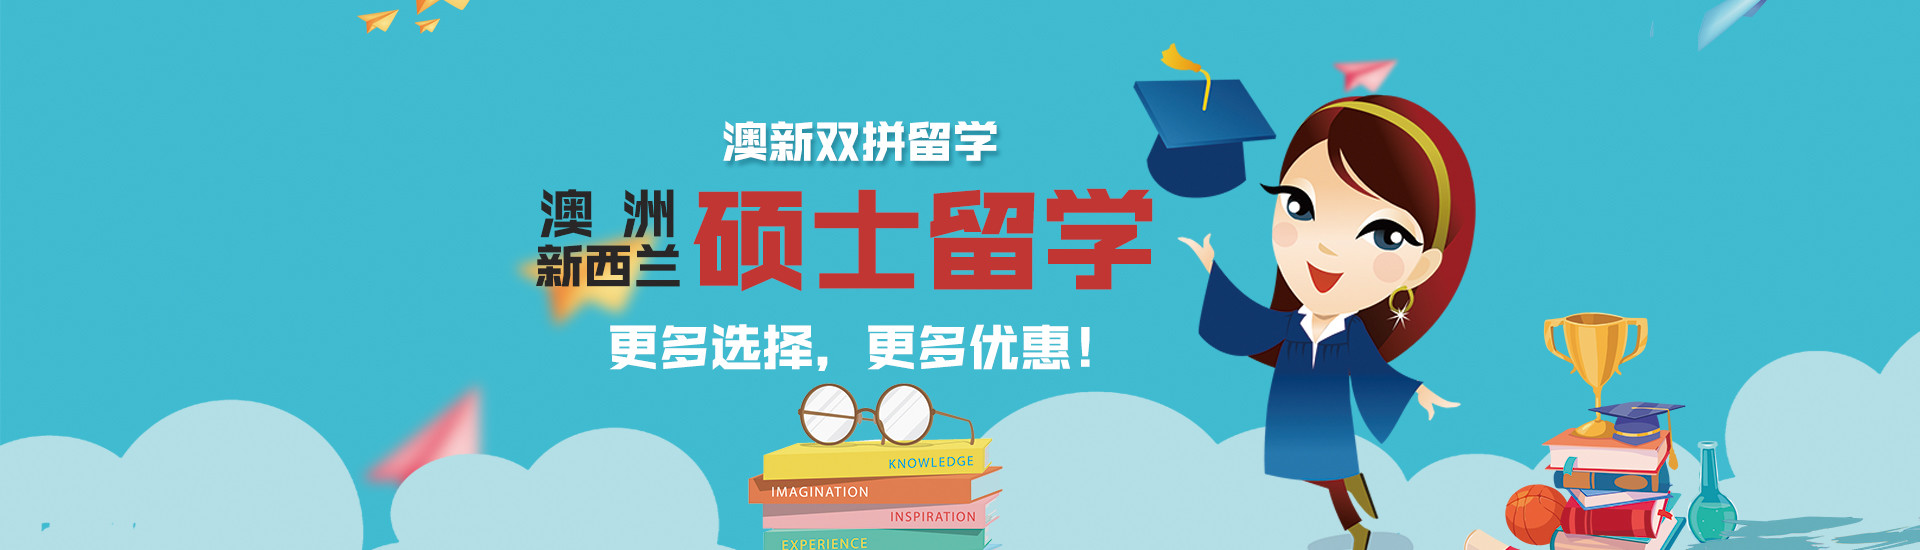 澳新双拼留学
澳 洲
新西兰
硕士留学
更多选择，更多优惠！
KNOWLEDGE
IMAGINATION
INSPIRATION
EXPERIENCE